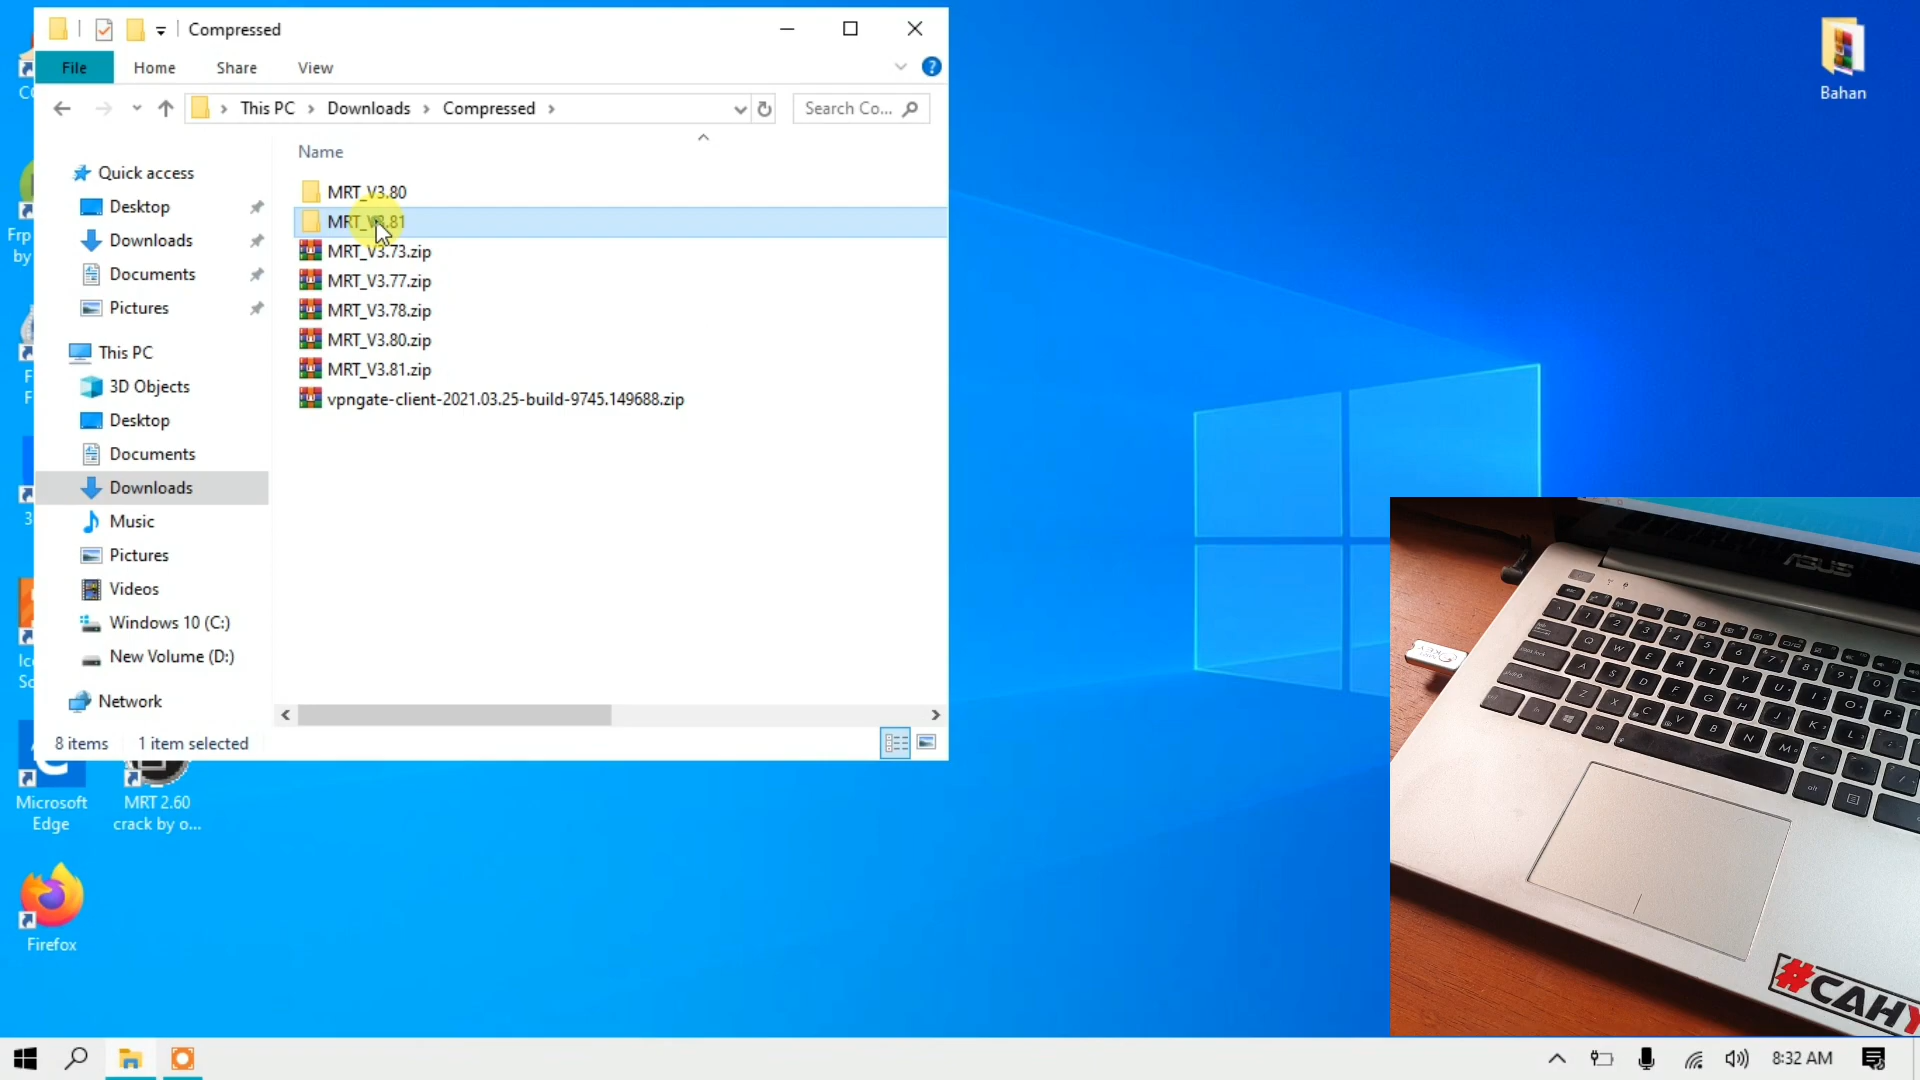 Compressed
File Home Share View
This PC Downloads Compressed
Search Co...
Name
Quick access
Desktop
Downloads
Documents
Pictures
This PC
3D Objects
Desktop
Documents
Downloads
Music
Pictures
Videos
Windows 10 (C:)
New Volume (D:)
Network
MRT_V3.80
MRT_V3.81
MRT_V3.73.zip
MRT_V3.77.zip
MRT_V3.78.zip
MRT_V3.80.zip
MRT_V3.81.zip
vpngate-client-2021.03.25-build-9745.149688.zip
8 items 1 item selected
Bahan
Frp
by
Microsoft
Edge
MRT 2.60
crack by o...
Firefox
ASUS
#CAHY
8:32 AM